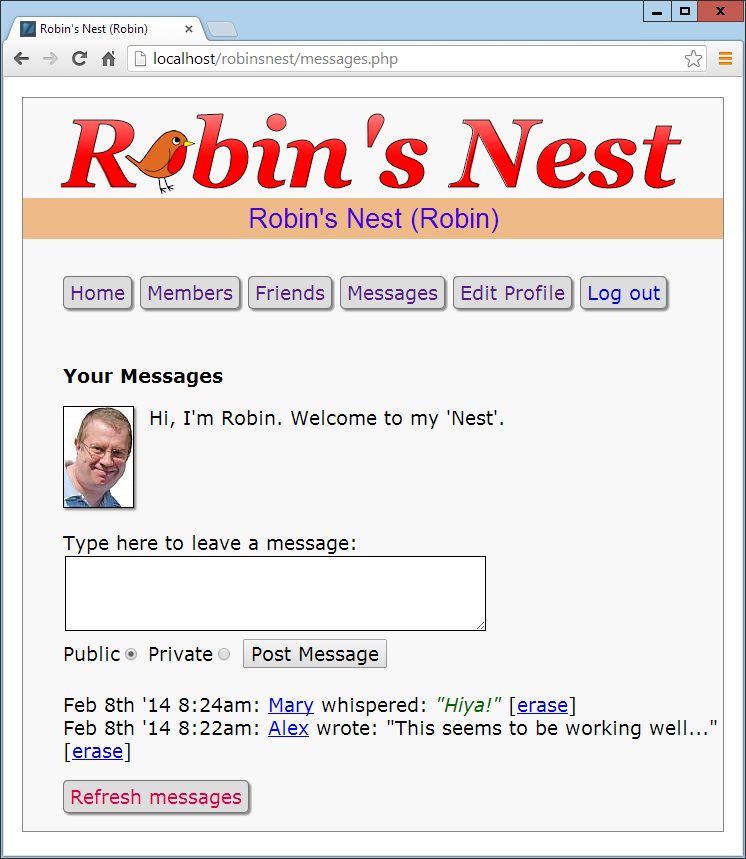 Robin's Nest (Robin)
localhost/robinsnest/messages.php
Robin's Nest
Robin's Nest (Robin)
Home Members Friends Messages Edit Profile Log out
Your Messages
Hi, I'm Robin. Welcome to my 'Nest'.
Type here to leave a message:
Public Private Post Message
Feb 8th '14 8:24am: Mary whispered: "Hiya!" [erase]
Feb 8th '14 8:22am: Alex wrote: "This seems to be working well..."
[erase]
Refresh messages